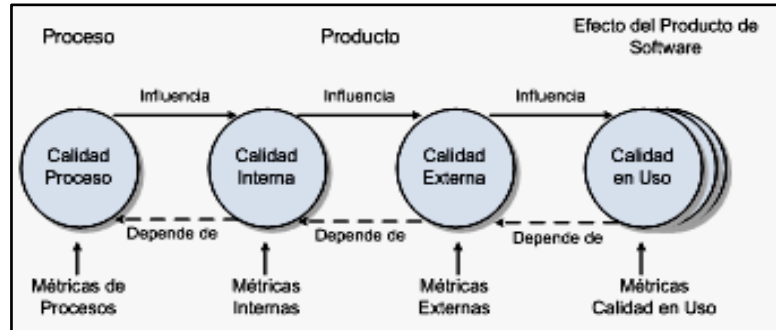 Proceso
Producto
Efecto del Producto de
Software
Influencia
Influencia
Influencia
Calidad
Proceso
Calidad
Interna
Calidad
Externa
Calidad
en Uso
Depende de
Depende de
Depende de
Métricas de
Procesos
Métricas
Internas
Métricas
Externas
Métricas
Calidad en Uso